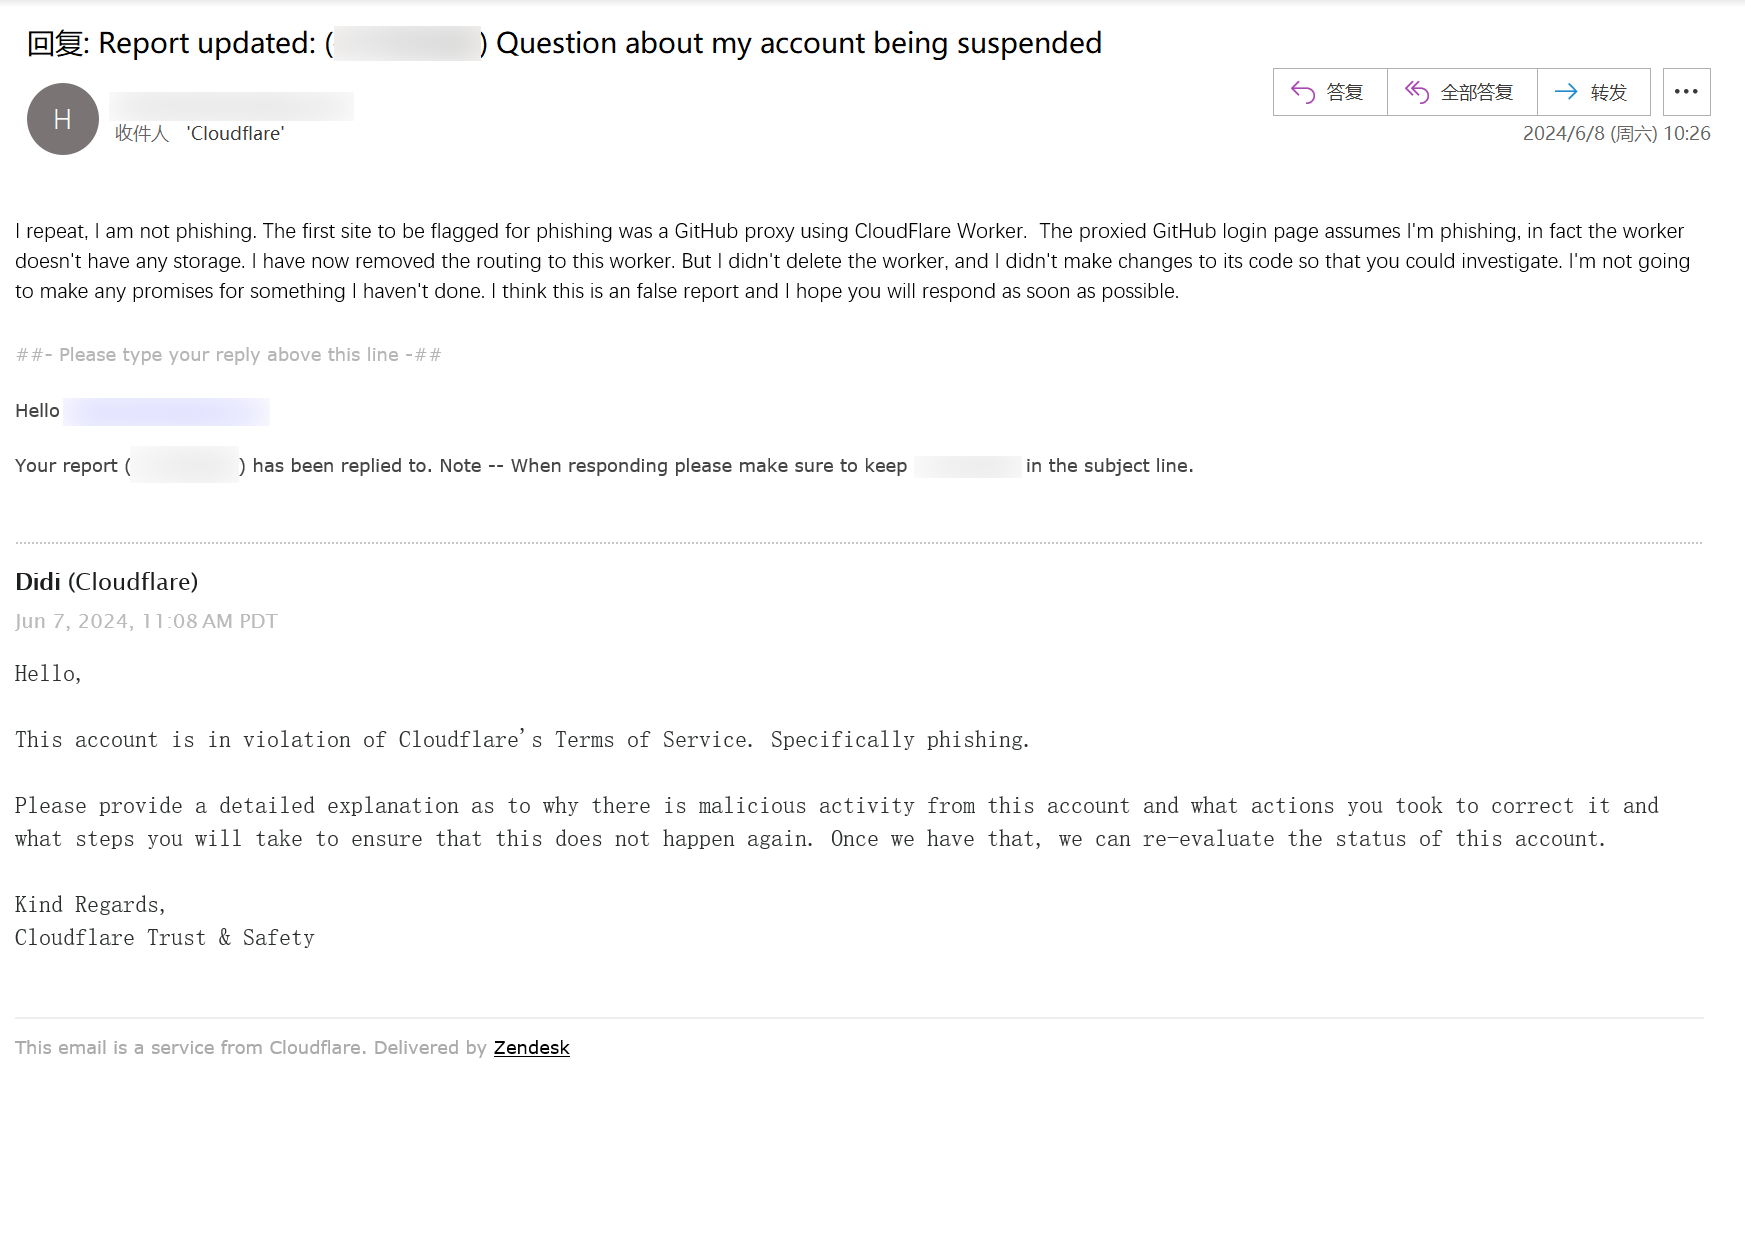 回复: Report updated: () Question about my account being suspended
H
答复
全部答复
转发
收件人 'Cloudflare'
2024/6/8 (周六) 10:26
I repeat, I am not phishing. The first site to be flagged for phishing was a GitHub proxy using CloudFlare Worker.  The proxied GitHub login page assumes I'm phishing, in fact the worker
doesn't have any storage. I have now removed the routing to this worker. But I didn't delete the worker, and I didn't make changes to its code so that you could investigate. I'm not going
to make any promises for something I haven't done. I think this is an false report and I hope you will respond as soon as possible.
##- Please type your reply above this line -##
Hello
Your report () has been replied to. Note -- When responding please make sure to keep in the subject line.
Didi (Cloudflare)
Jun 7, 2024, 11:08 AM PDT
Hello,
This account is in violation of Cloudflare's Terms of Service. Specifically phishing.
Please provide a detailed explanation as to why there is malicious activity from this account and what actions you took to correct it and
what steps you will take to ensure that this does not happen again. Once we have that, we can re-evaluate the status of this account.
Kind Regards,
Cloudflare Trust & Safety
This email is a service from Cloudflare. Delivered by Zendesk